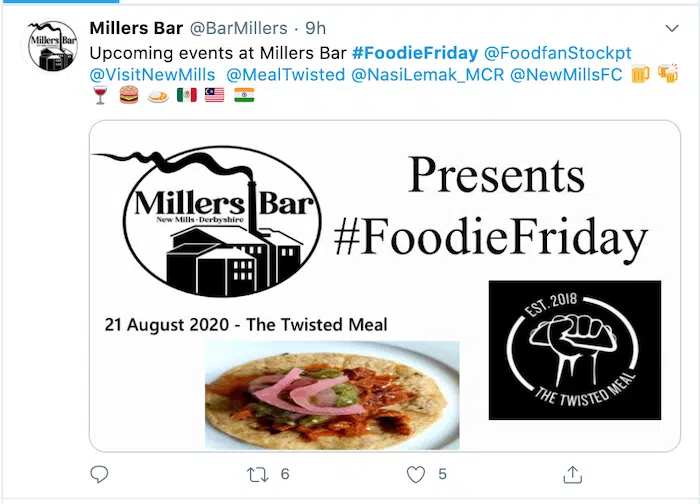 Millers Bar @BarMillers · 9h
Upcoming events at Millers Bar #FoodieFriday @FoodfanStockpt
@VisitNewMills @MealTwisted @NasiLemak_MCR @NewMillsFC
Millers Bar
New Mills · Derbyshire
Presents
#FoodieFriday
21 August 2020 - The Twisted Meal
EST. 2018
THE TWISTED MEAL
6
5